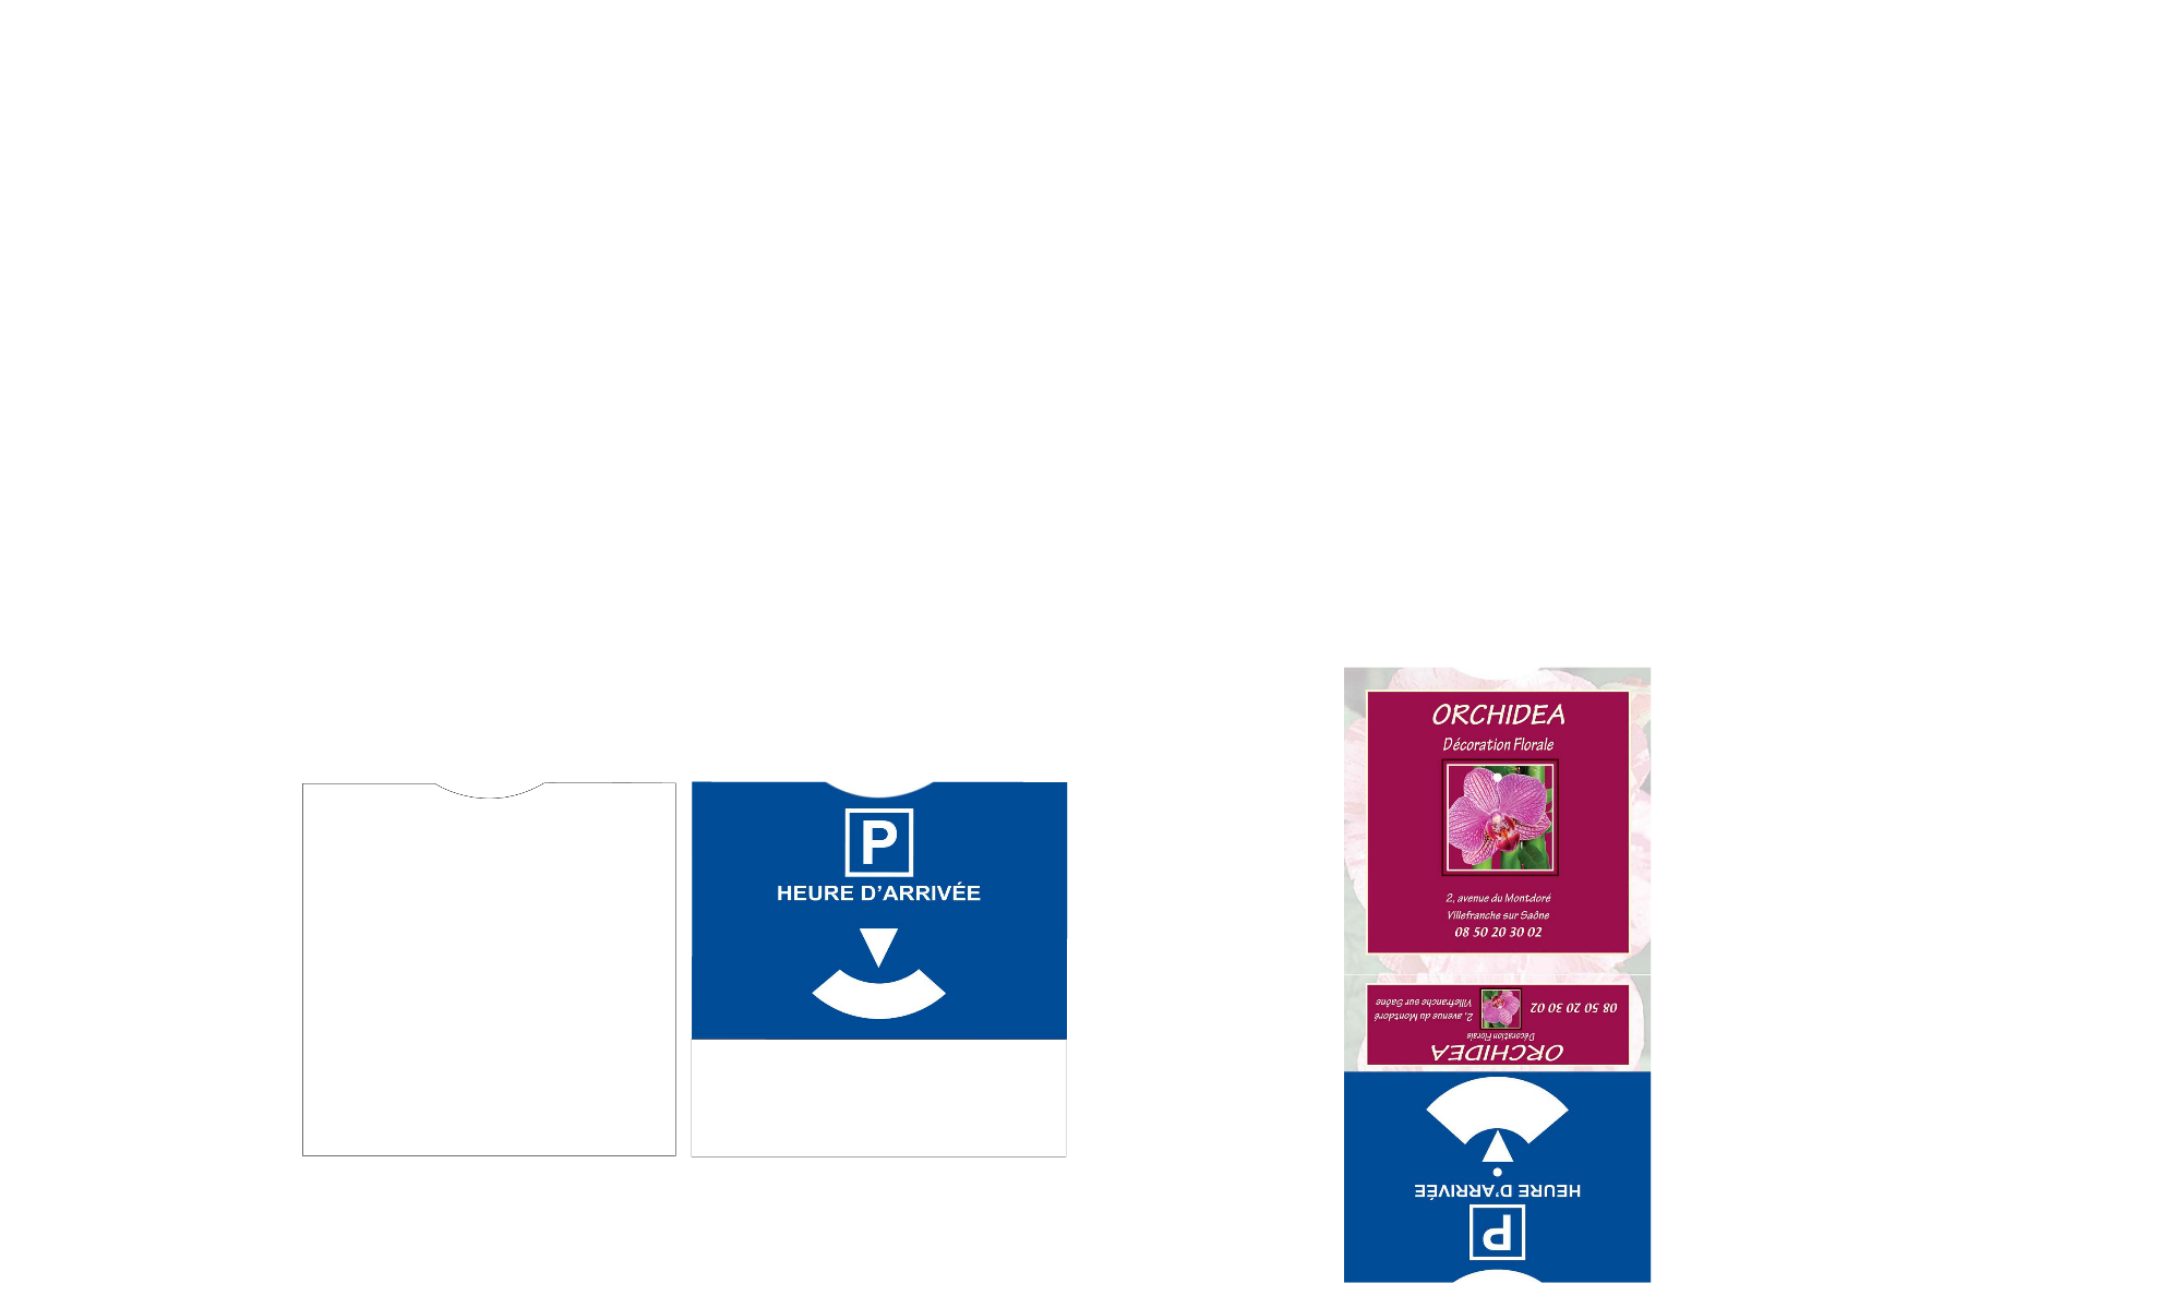 P
HEURE D'ARRIVÉE
ORCHIDEA
Décoration Florale
2, avenue du Montdoré
Villefranche sur Saône
08 50 20 30 02
ORCHIDEA
Décoration Florale
2, avenue du Montdoré
Villefranche sur Saône
08 50 20 30 02
HEURE D'ARRIVÉE
P